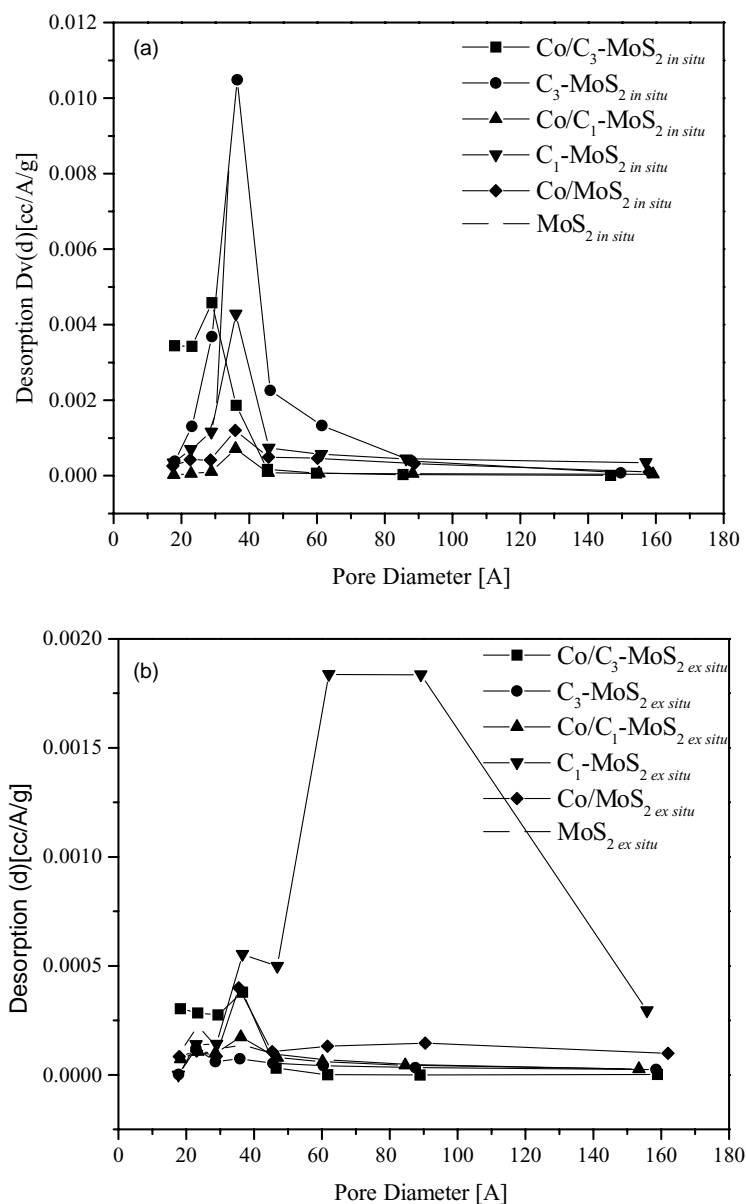 (a)
Co/C₃-MoS₂ in situ
C₃-MoS₂ in situ
Co/C₁-MoS₂ in situ
C₁-MoS₂ in situ
Co/MoS₂ in situ
MoS₂ in situ
Desorption Dv(d)[cc/A/g]
0.012
0.010
0.008
0.006
0.004
0.002
0.000
0 20 40 60 80 100 120 140 160 180
Pore Diameter [A]
(b)
Co/C₃-MoS₂ ex situ
C₃-MoS₂ ex situ
Co/C₁-MoS₂ ex situ
C₁-MoS₂ ex situ
Co/MoS₂ ex situ
MoS₂ ex situ
Desorption (d)[cc/A/g]
0.0020
0.0015
0.0010
0.0005
0.0000
0 20 40 60 80 100 120 140 160 180
Pore Diameter [A]